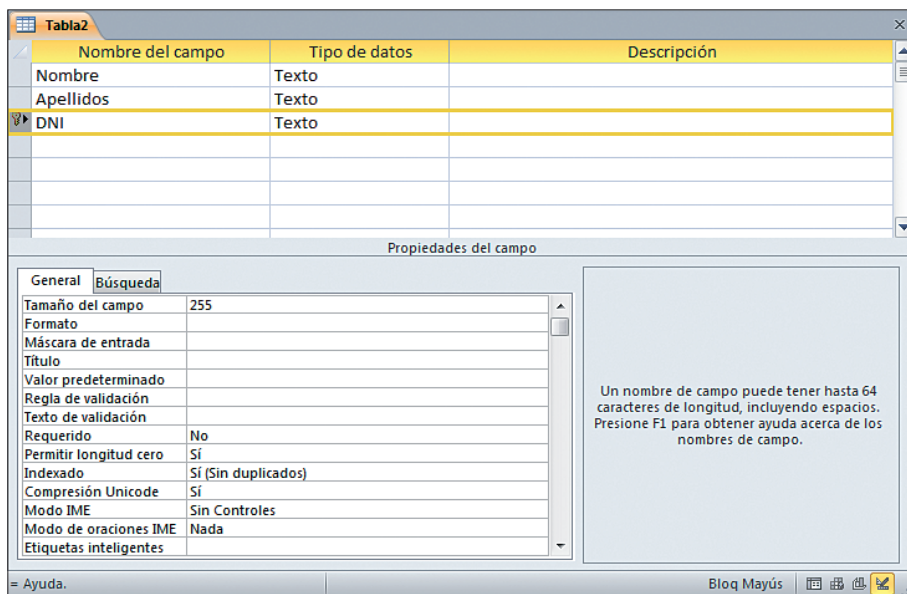 Tabla2
Nombre del campo Tipo de datos Descripción
Nombre Texto
Apellidos Texto
DNI Texto
Propiedades del campo
General Búsqueda
Tamaño del campo 255
Formato
Máscara de entrada
Título
Valor predeterminado
Regla de validación
Texto de validación
Requerido No
Permitir longitud cero Sí
Indexado Sí (Sin duplicados)
Compresión Unicode Sí
Modo IME Sin Controles
Modo de oraciones IME Nada
Etiquetas inteligentes
Un nombre de campo puede tener hasta 64
caracteres de longitud, incluyendo espacios.
Presione F1 para obtener ayuda acerca de los
nombres de campo.
= Ayuda. Bloq Mayús